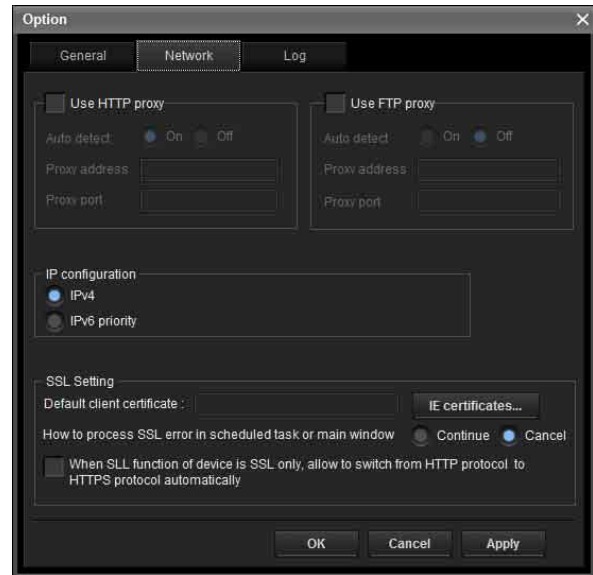 Option
General Network Log
Use HTTP proxy
Auto detect On Off
Proxy address
Proxy port
Use FTP proxy
Auto detect On Off
Proxy address
Proxy port
IP configuration
IPv4
IPv6 priority
SSL Setting
Default client certificate : IE certificates...
How to process SSL error in scheduled task or main window Continue Cancel
When SLL function of device is SSL only, allow to switch from HTTP protocol to
HTTPS protocol automatically
OK Cancel Apply